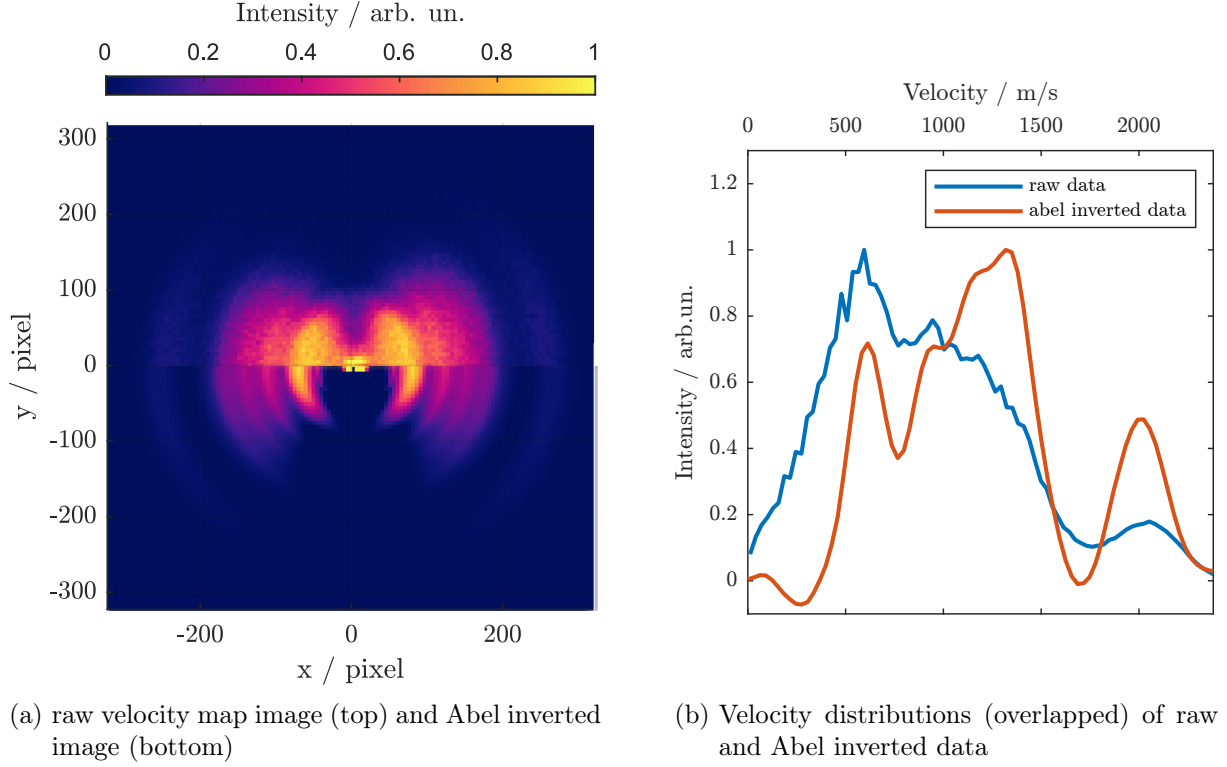 Intensity / arb. un.
0 0.2 0.4 0.6 0.8 1
300
200
100
0
-100
-200
-300
y / pixel
-200 0 200
x / pixel
(a) raw velocity map image (top) and Abel inverted
image (bottom)
Velocity / m/s
0 500 1000 1500 2000
raw data
abel inverted data
1.2
1
0.8
0.6
0.4
0.2
0
Intensity / arb.un.
(b) Velocity distributions (overlapped) of raw
and Abel inverted data